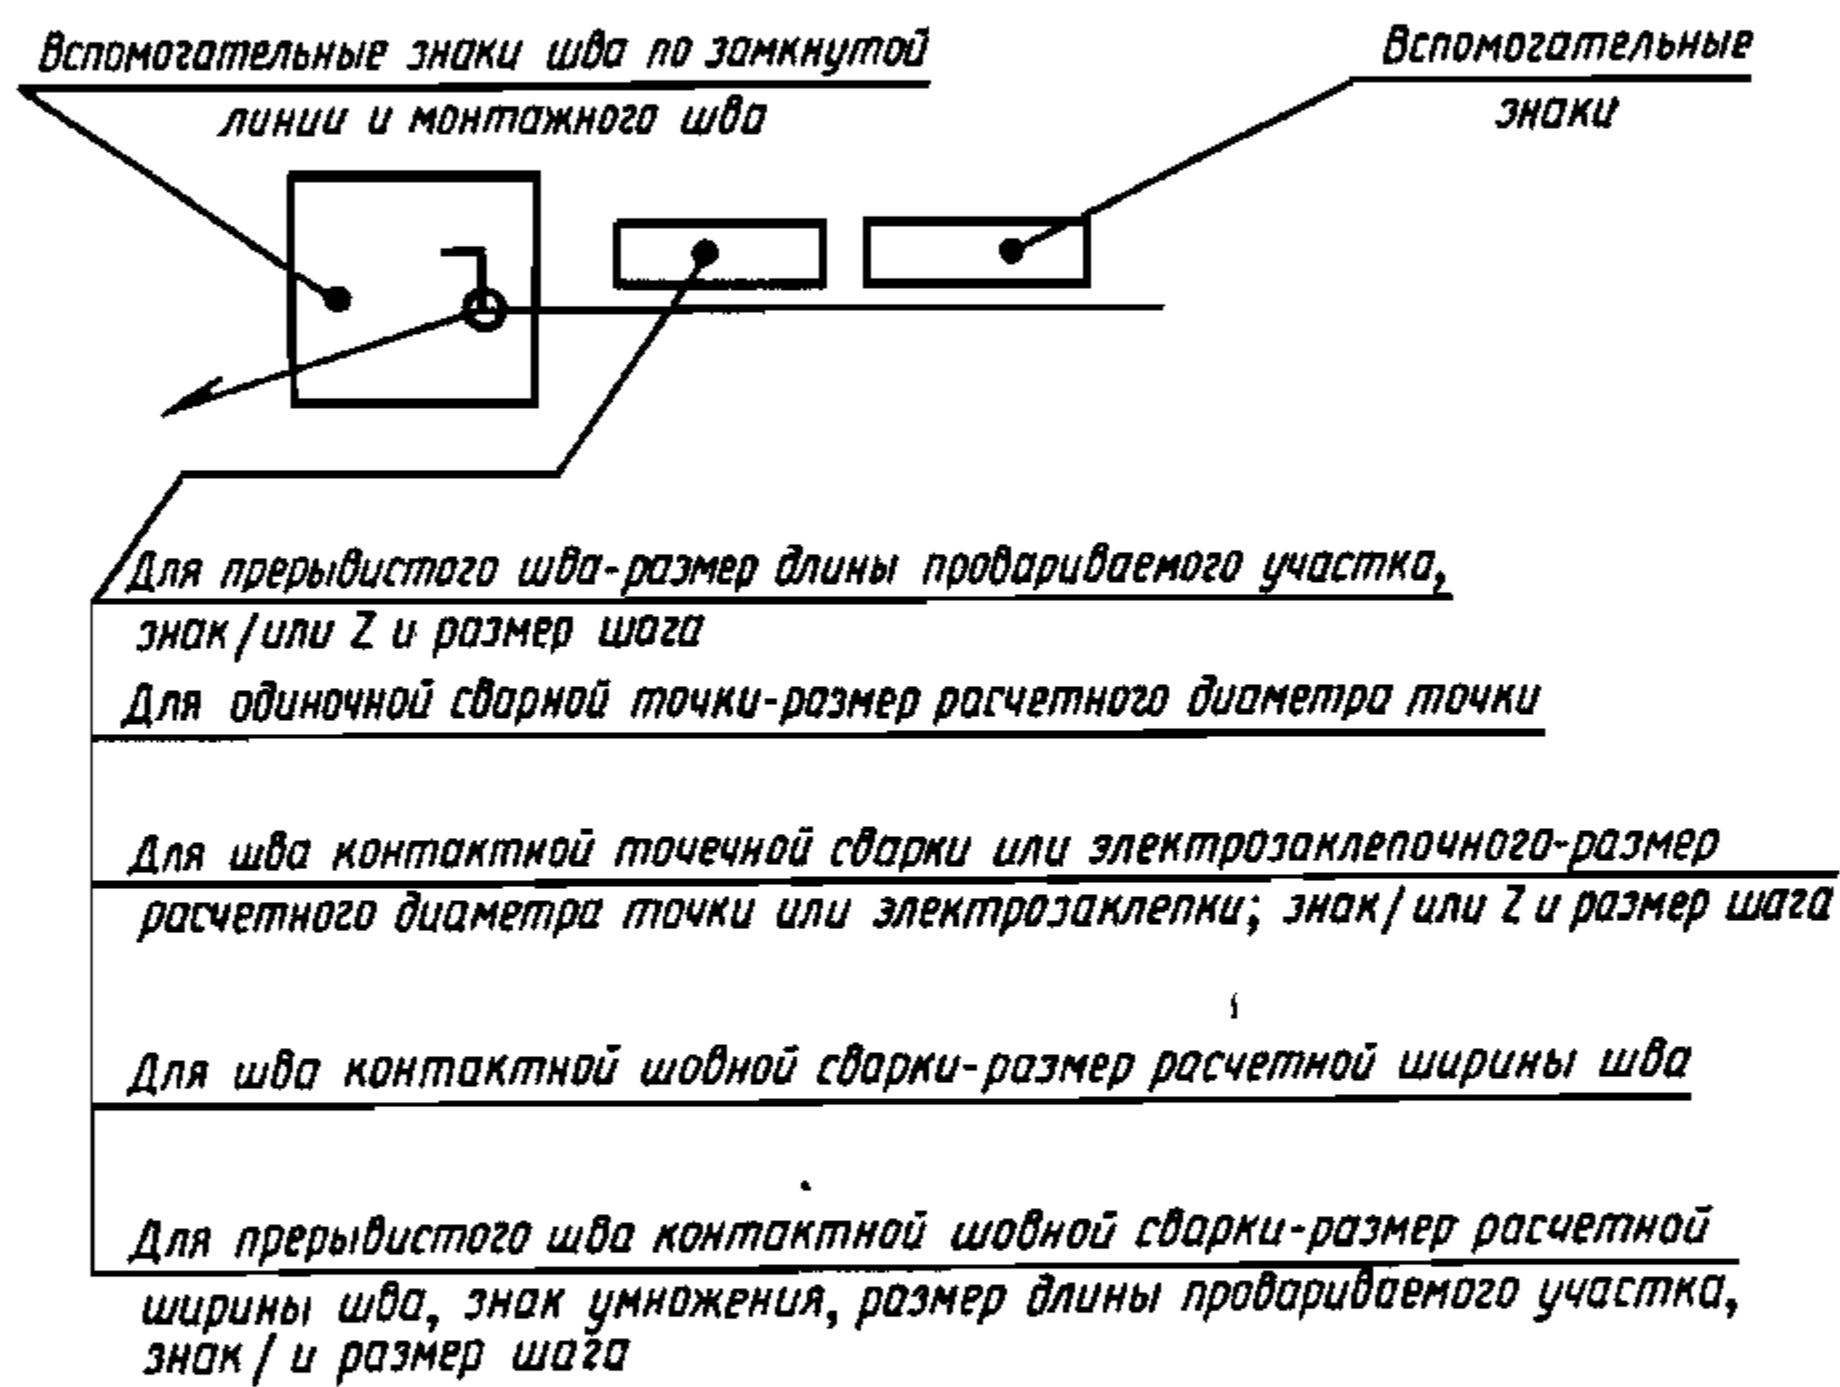 Вспомогательные знаки шва по замкнутой
линии и монтажного шва
Вспомогательные
знаки
Для прерывистого шва-размер длины провариваемого участка,
знак/или Z и размер шага
Для одиночной сварной точки-размер расчетного диаметра точки
Для шва контактной точечной сварки или электрозаклепочного-размер
расчетного диаметра точки или электрозаклепки; знак/или Z и размер шага
Для шва контактной шовной сварки-размер расчетной ширины шва
Для прерывистого шва контактной шовной сварки-размер расчетной
ширины шва, знак умножения, размер длины провариваемого участка,
знак/ и размер шага